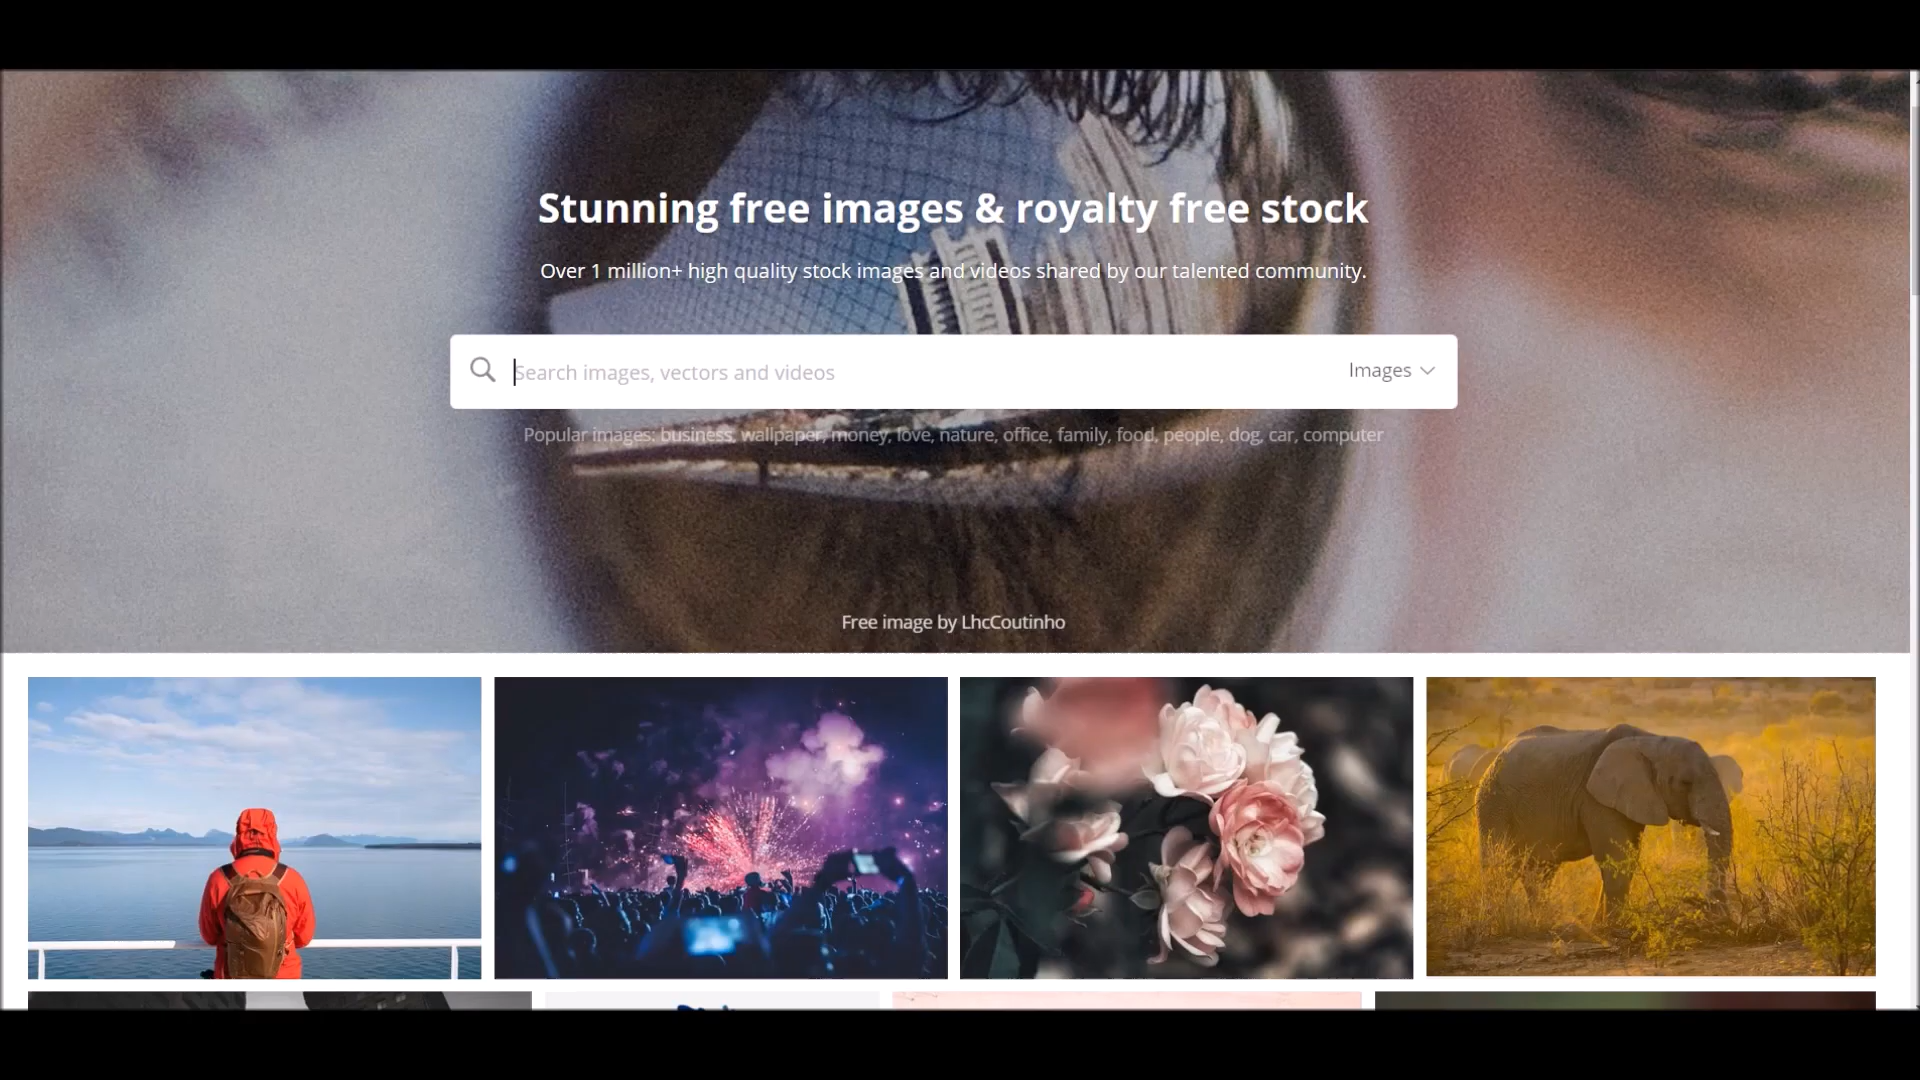 Stunning free images & royalty free stock
Over 1 million+ high quality stock images and videos shared by our talented community.
Search images, vectors and videos
Images
Popular images: business, wallpaper, money, love, nature, office, family, food, people, dog, car, computer
Free image by LhcCoutinho